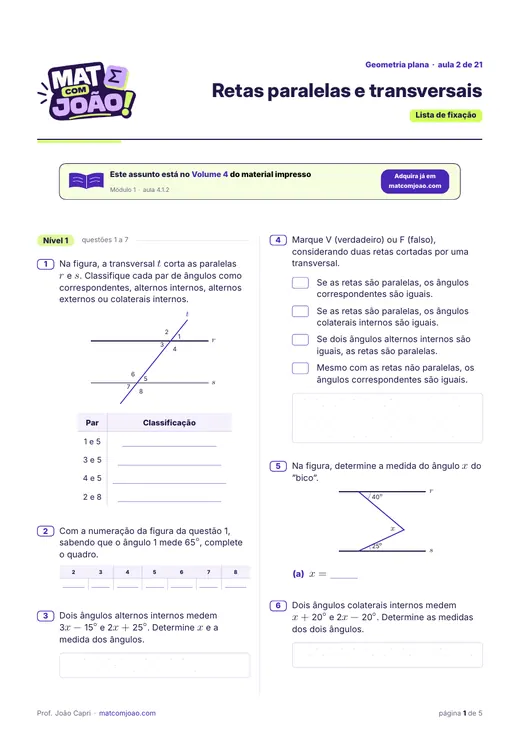 MAT
COM
JOÃO!
Σ
Geometria plana · aula 2 de 21
Retas paralelas e transversais
Lista de fixação
Este assunto está no Volume 4 do material impresso
Módulo 1 · aula 4.1.2
Adquira já em
matcomjoao.com
Nível 1 questões 1 a 7
1 Na figura, a transversal t corta as paralelas
r e s. Classifique cada par de ângulos como
correspondentes, alternos internos, alternos
externos ou colaterais internos.
t
2 1
r
3 4
6 5
s
7 8
Par Classificação
1 e 5
3 e 5
4 e 5
2 e 8
2 Com a numeração da figura da questão 1,
sabendo que o ângulo 1 mede 65°, complete
o quadro.
2 3 4 5 6 7 8
3 Dois ângulos alternos internos medem
3x − 15° e 2x + 25°. Determine x e a
medida dos ângulos.
4 Marque V (verdadeiro) ou F (falso),
considerando duas retas cortadas por uma
transversal.
Se as retas são paralelas, os ângulos
correspondentes são iguais.
Se as retas são paralelas, os ângulos
colaterais internos são iguais.
Se dois ângulos alternos internos são
iguais, as retas são paralelas.
Mesmo com as retas não paralelas, os
ângulos correspondentes são iguais.
5 Na figura, determine a medida do ângulo x do
"bico".
r
40°
x
25°
s
(a) x = ____
6 Dois ângulos colaterais internos medem
x + 20° e 2x − 20°. Determine as medidas
dos dois ângulos.
Prof. João Capri · matcomjoao.com
página 1 de 5